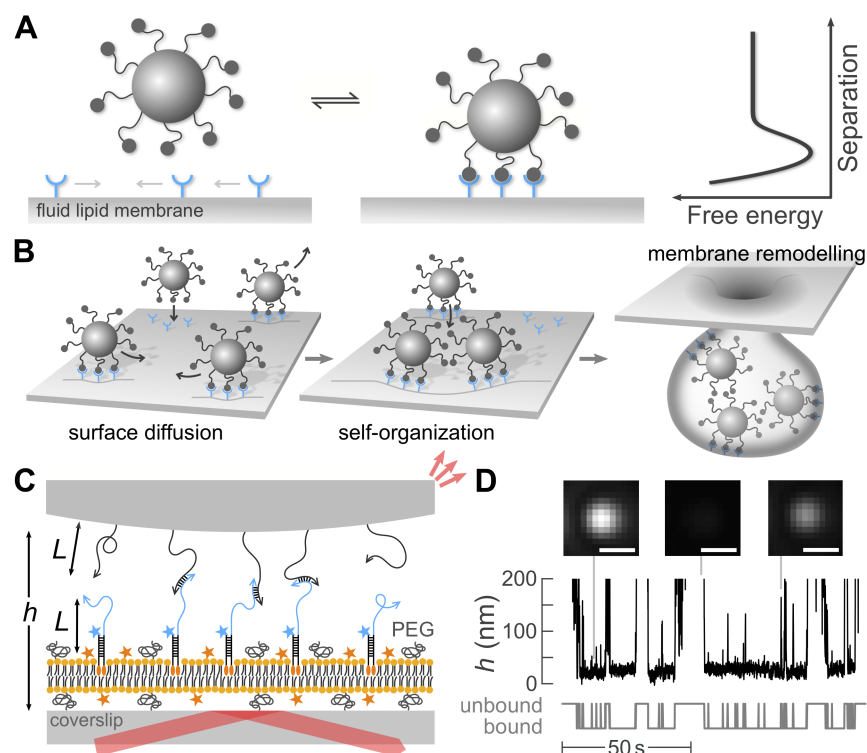 A
fluid lipid membrane
Separation
Free energy
B
membrane remodelling
surface diffusion
self-organization
C
L
h
L
PEG
coverslip
D
200
100
0
h (nm)
unbound
bound
50 s